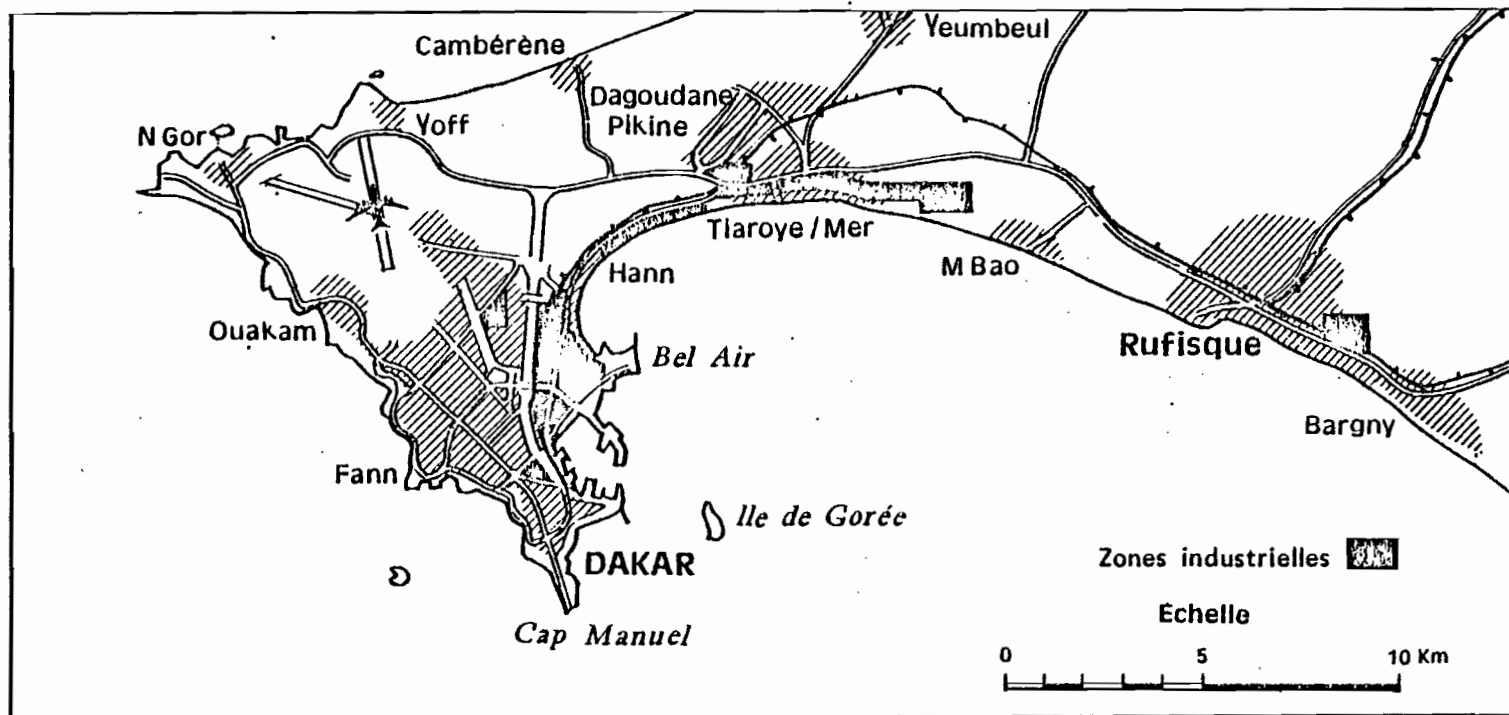 Cambérène
Yeumbeul
Dagoudane
Pikine
N Gor
Yoff
Tiaroye / Mer
Hann
M Bao
Ouakam
Bel Air
Rufisque
Bargny
Fann
Ile de Gorée
DAKAR
Zones industrielles
Cap Manuel
Echelle
0 5 10 Km